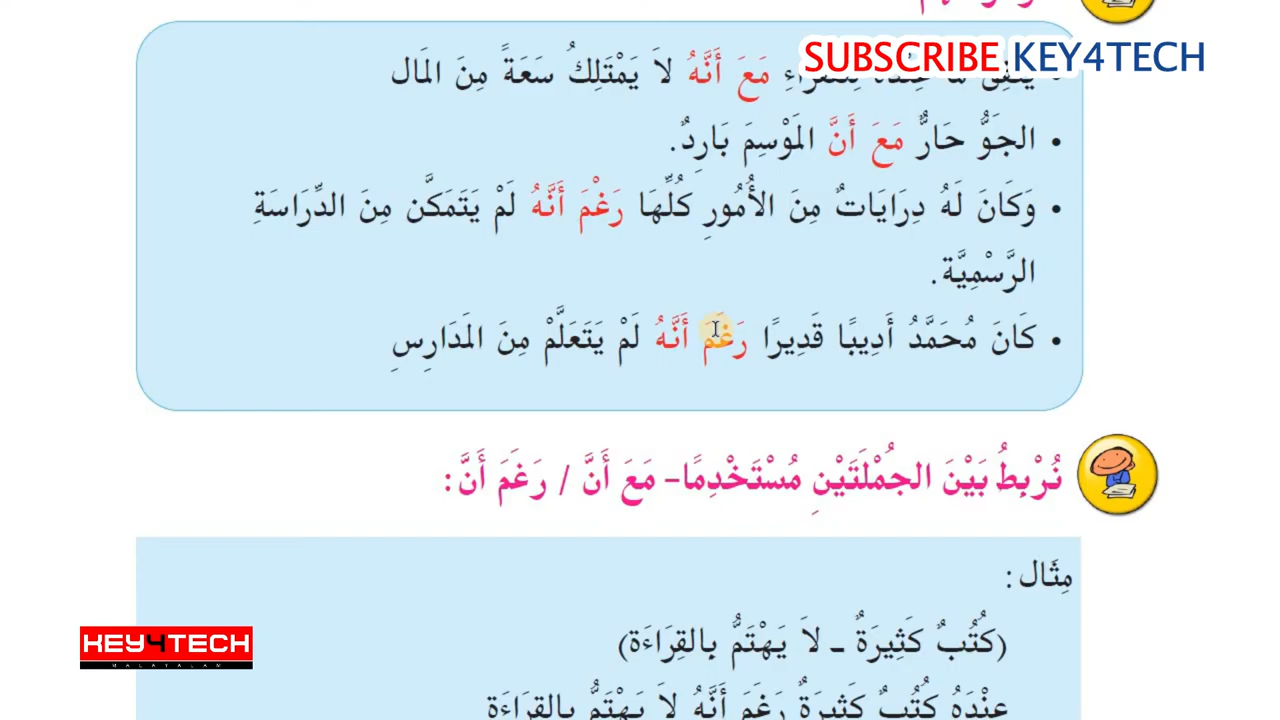 SUBSCRIBE KEY4TECH
مَعَ أَنَّهُ لاَ يَمْتَلِكُ سَعَةً مِنَ المَال
• الجَوُّ حَارٌّ مَعَ أَنَّ المَوْسِمَ بَارِدٌ.
• وَكَانَ لَهُ دِرَايَاتٌ مِنَ الأُمُورِ كُلِّهَا رَغْمَ أَنَّهُ لَمْ يَتَمَكَّن مِنَ الدِّرَاسَةِ
الرَّسْمِيَّة.
• كَانَ مُحَمَّدُ أَدِيبًا قَدِيرًا رَغَمَ أَنَّهُ لَمْ يَتَعَلَّمْ مِنَ المَدَارِسِ
نُرْبِطُ بَيْنَ الجُمْلَتَيْنِ مُسْتَخْدِمًا- مَعَ أَنَّ / رَغَمَ أَنَّ:
مِثَال:
(كُتُبٌ كَثِيرَةٌ ـ لاَ يَهْتَمُّ بِالقِرَاءَة)
عِنْدَهُ كُتُبٌ كَثِيرَةٌ رَغَمَ أَنَّهُ لاَ يَهْتَمُّ بِالقِرَاءَةِ
KEY4TECH
MALAYALAM